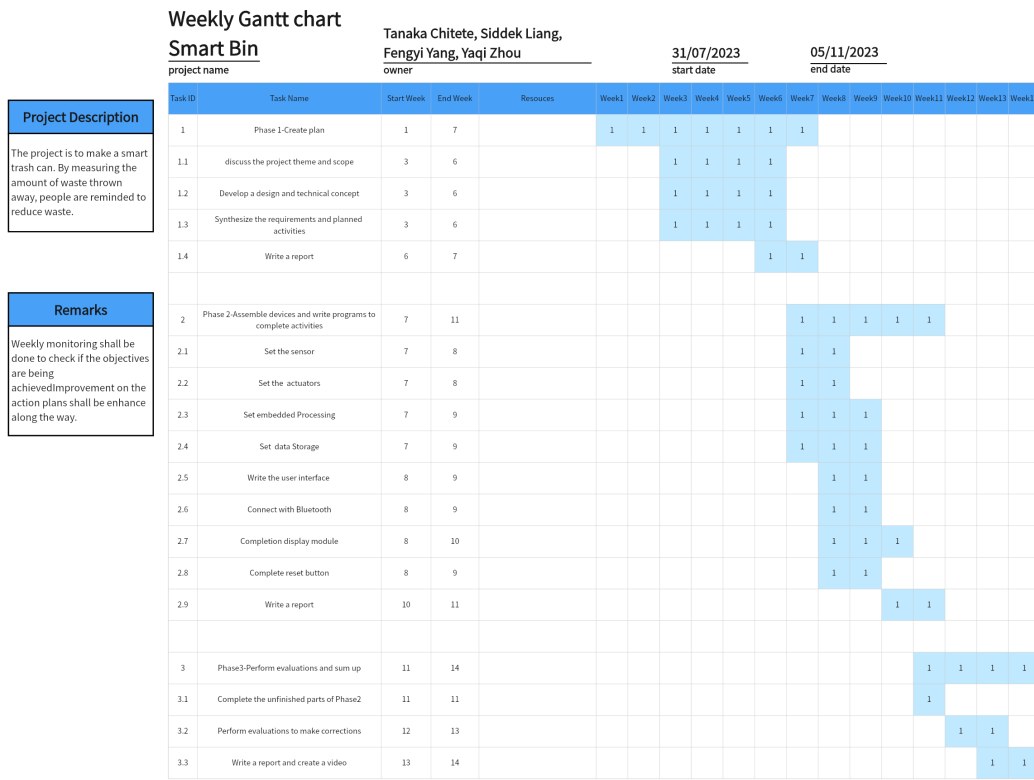 Weekly Gantt chart
Smart Bin
project name
Tanaka Chitete, Siddek Liang,
Fengyi Yang, Yaqi Zhou
owner
31/07/2023
start date
05/11/2023
end date
Project Description
The project is to make a smart
trash can. By measuring the
amount of waste thrown
away, people are reminded to
reduce waste.
Remarks
Weekly monitoring shall be
done to check if the objectives
are being
achievedImprovement on the
action plans shall be enhance
along the way.
Task ID Task Name Start Week End Week Resouces Week1 Week2 Week3 Week4 Week5 Week6 Week7 Week8 Week9 Week10 Week11 Week12 Week13 Week1
1 Phase 1-Create plan 1 7 1 1 1 1 1 1 1
1.1 discuss the project theme and scope 3 6 1 1 1 1
1.2 Develop a design and technical concept 3 6 1 1 1 1
1.3 Synthesize the requirements and planned
activities 3 6 1 1 1 1
1.4 Write a report 6 7 1 1
2 Phase 2-Assemble devices and write programs to
complete activities 7 11 1 1 1 1 1
2.1 Set the sensor 7 8 1 1
2.2 Set the actuators 7 8 1 1
2.3 Set embedded Processing 7 9 1 1 1
2.4 Set data Storage 7 9 1 1 1
2.5 Write the user interface 8 9 1 1
2.6 Connect with Bluetooth 8 9 1 1
2.7 Completion display module 8 10 1 1 1
2.8 Complete reset button 8 9 1 1
2.9 Write a report 10 11 1 1
3 Phase3-Perform evaluations and sum up 11 14 1 1 1 1
3.1 Complete the unfinished parts of Phase2 11 11 1
3.2 Perform evaluations to make corrections 12 13 1 1
3.3 Write a report and create a video 13 14 1 1